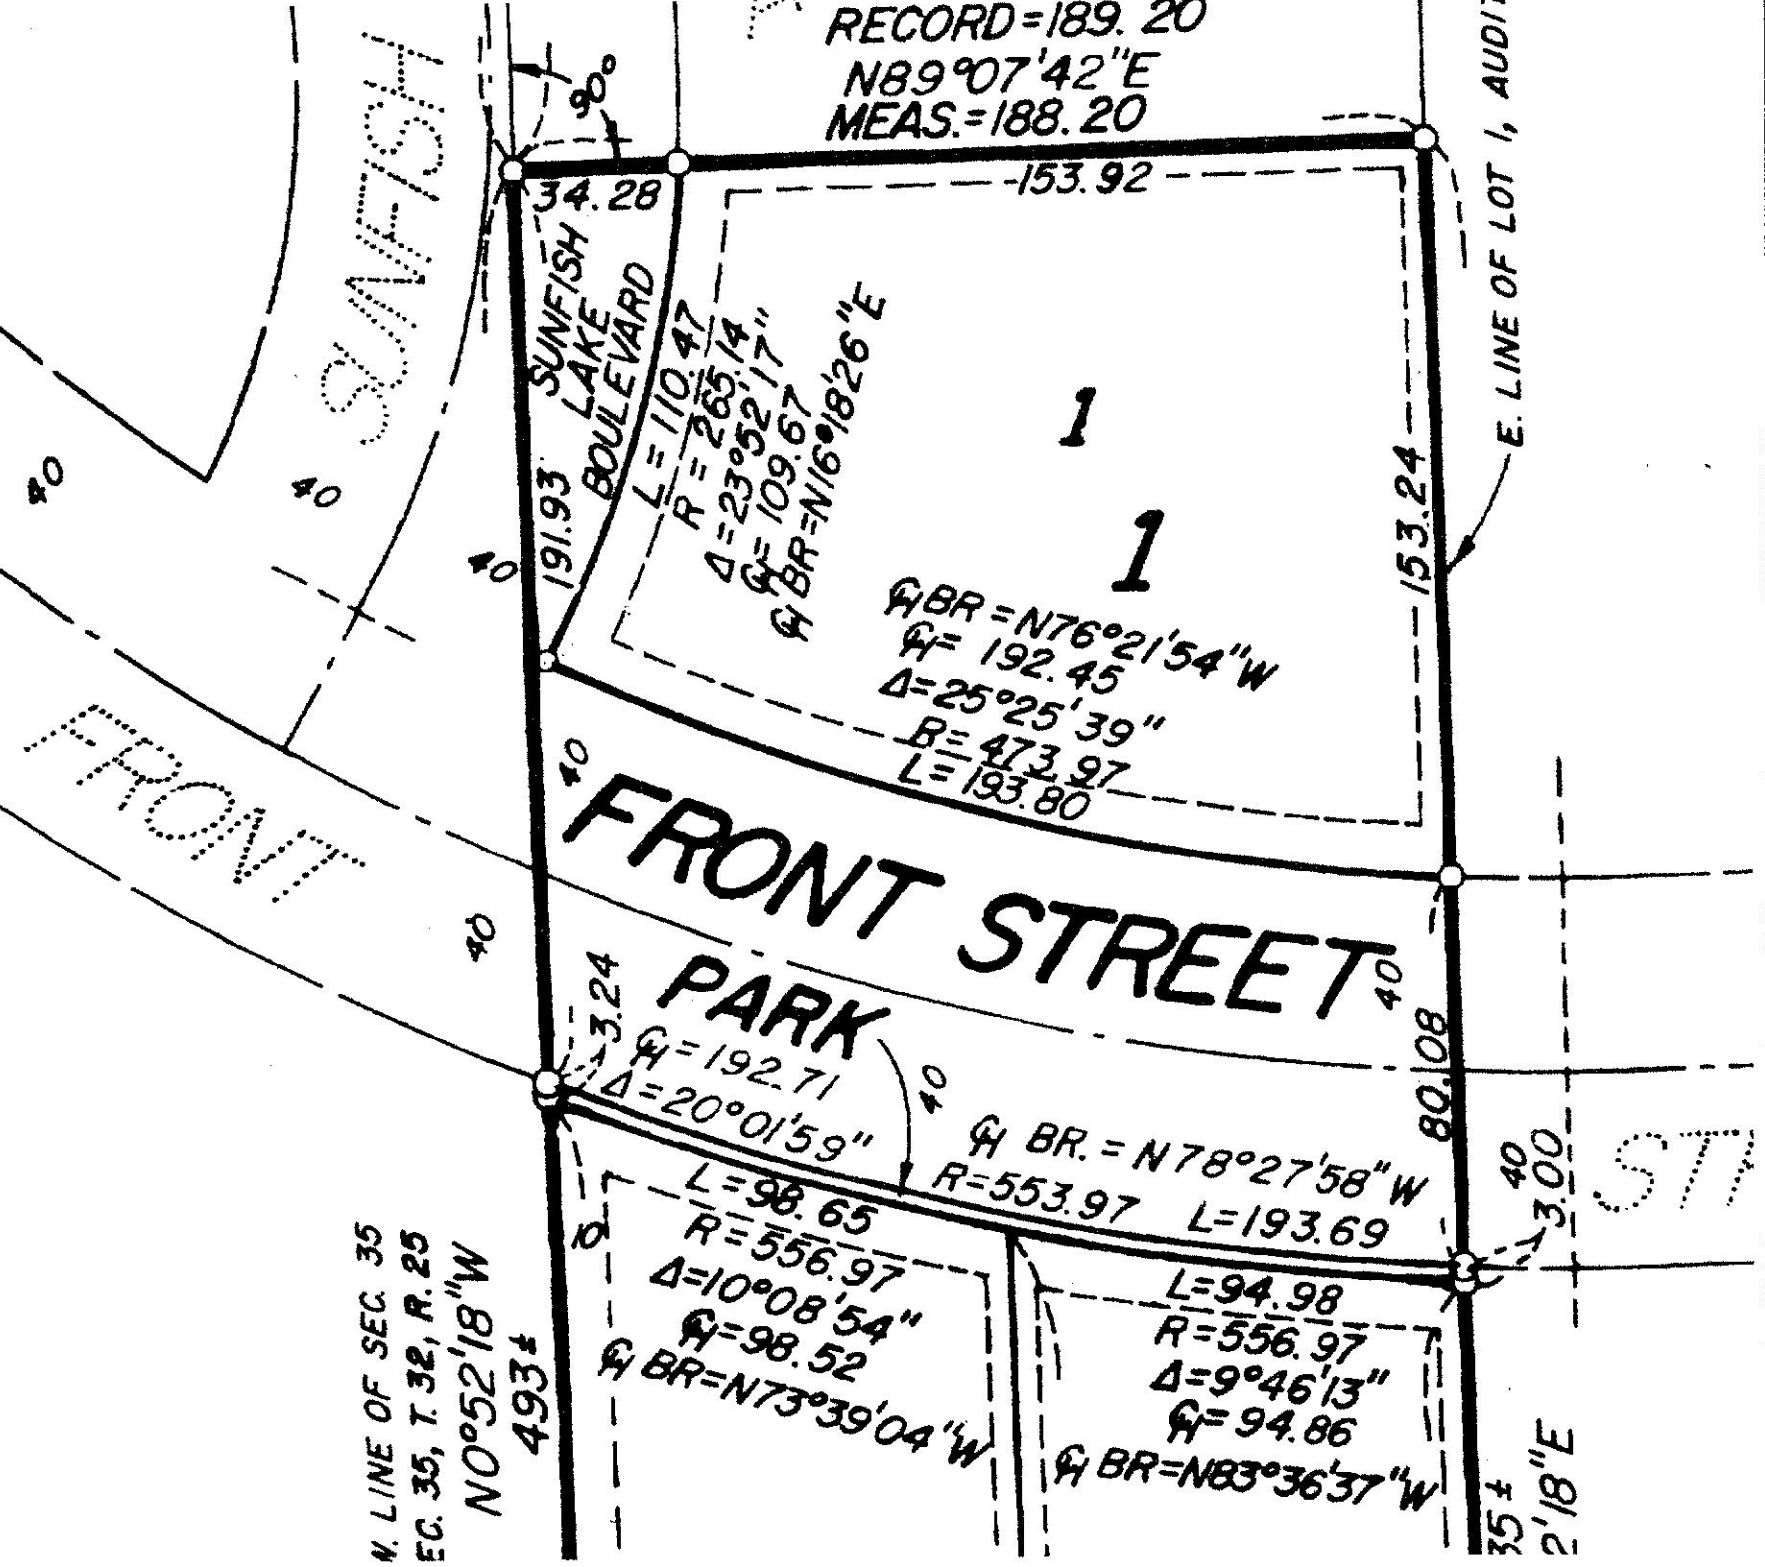 RECORD=189.20
N89°07'42"E
MEAS.=188.20
90°
34.28
153.92
E. LINE OF LOT 1, AUDIT
SUNFISH
SUNFISH
LAKE
BOULEVARD
191.93
L=110.47
R=265.14
Δ=23°52'17"
CH=109.67
CH BR=N16°18'26"E
1
1
153.24
40
40
40
CH BR=N76°21'54"W
CH=192.45
Δ=25°25'39"
R=473.97
L=193.80
FRONT
40
FRONT STREET
40
40
3.24
PARK
80.08
CH=192.71
Δ=20°01'59"
40
CH BR.=N78°27'58"W
R=553.97 L=193.69
40
3.00
ST
10
L=98.65
R=556.97
Δ=10°08'54"
CH=98.52
CH BR=N73°39'04"W
L=94.98
R=556.97
Δ=9°46'13"
CH=94.86
CH BR=N83°36'37"W
W. LINE OF SEC. 35
EC. 35, T. 32, R. 25
N0°52'18"W
493±
35±
2'18"E